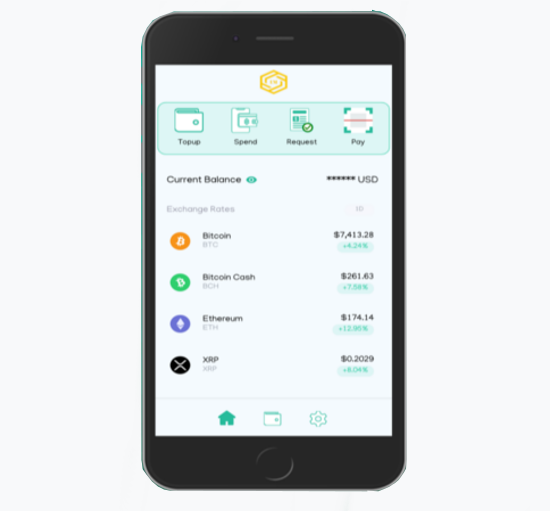 Topup Spend Request Pay
Current Balance ****** USD
Exchange Rates 1D
Bitcoin $7,413.28
BTC +4.24%
Bitcoin Cash $261.63
BCH +7.58%
Ethereum $174.14
ETH +12.95%
XRP $0.2029
XRP +8.04%